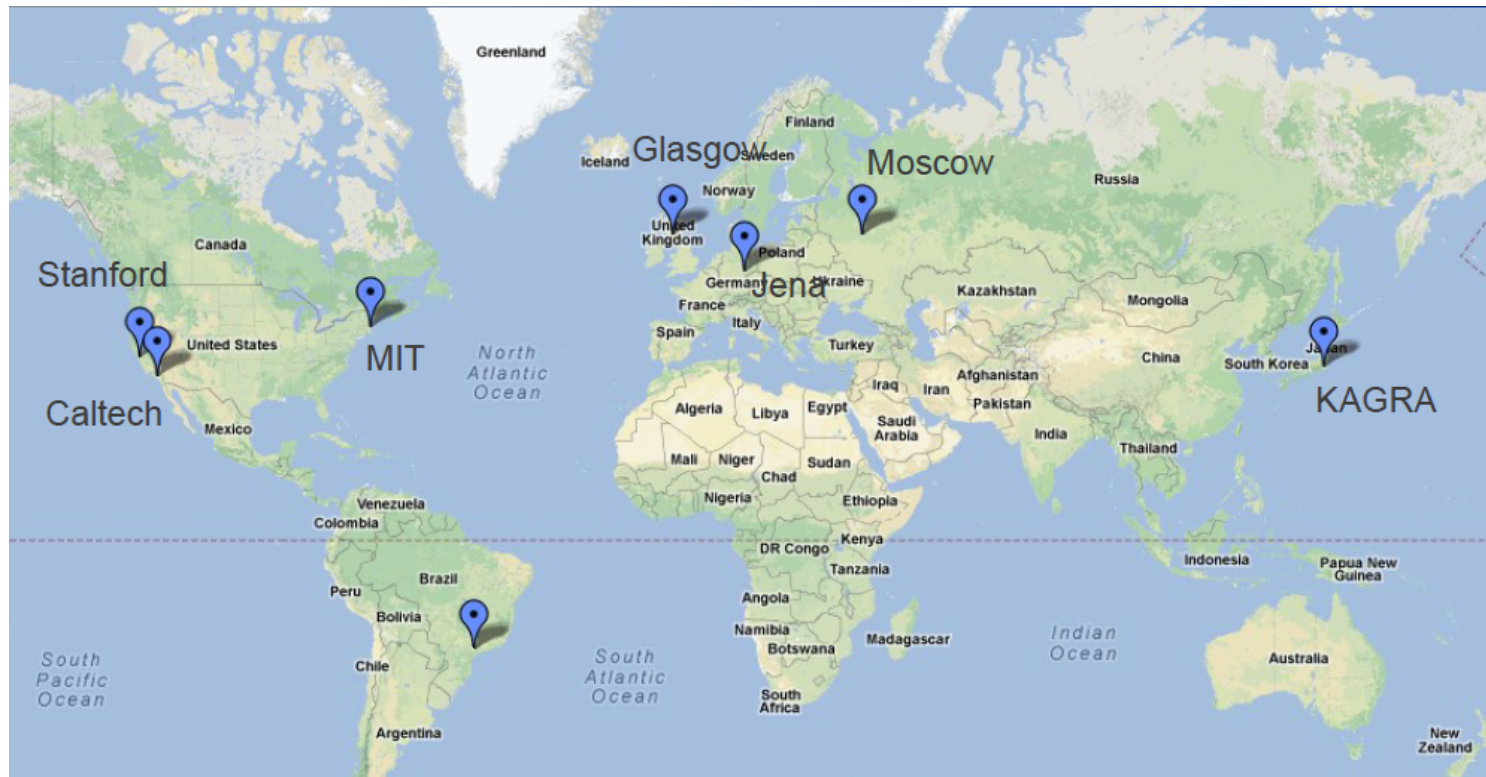 Greenland
Finland
Iceland
Glasgow
Sweden
Moscow
Norway
Russia
United
Kingdom
Canada
Poland
Stanford
Germany
Jena
Ukraine
Kazakhstan
Mongolia
France
Italy
Spain
United States
MIT
North
Atlantic
Ocean
Turkey
China
South Korea
Japan
KAGRA
Caltech
Mexico
Algeria
Libya
Egypt
Iraq
Iran
Afghanistan
Pakistan
Saudi
Arabia
India
Thailand
Mali
Niger
Chad
Sudan
Nigeria
Ethiopia
Venezuela
Colombia
DR Congo
Kenya
Tanzania
Indonesia
Papua New
Guinea
Brazil
Peru
Bolivia
Angola
Namibia
Botswana
Madagascar
Indian
Ocean
Australia
South
Pacific
Ocean
Chile
South
Atlantic
Ocean
South
Africa
Argentina
New
Zealand